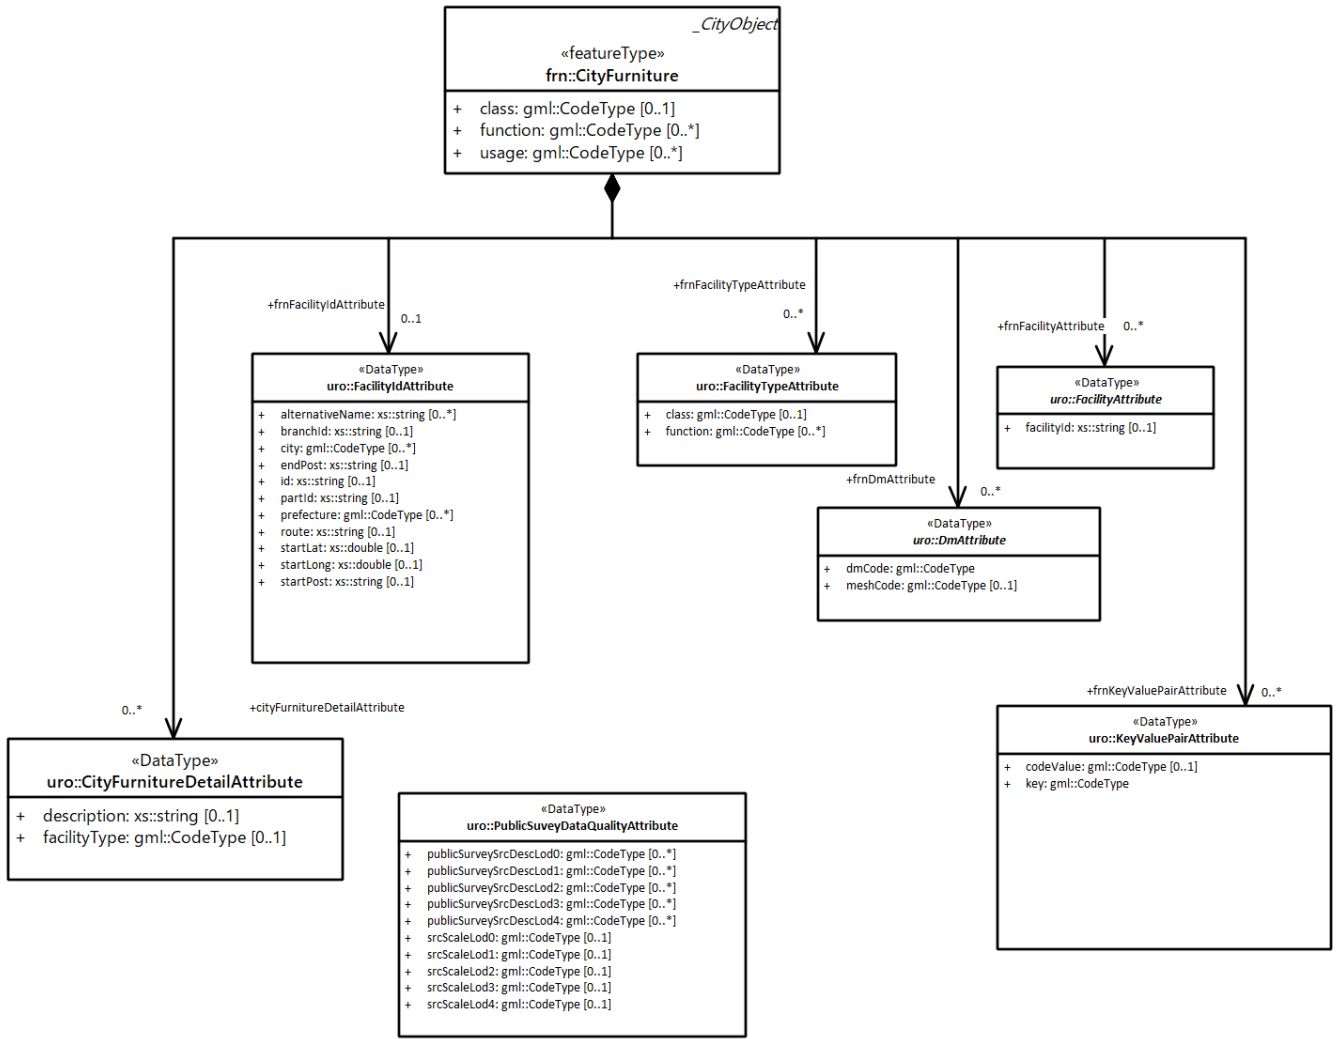 _CityObject
«featureType»
frn::CityFurniture
+ class: gml::CodeType [0..1]
+ function: gml::CodeType [0..*]
+ usage: gml::CodeType [0..*]
+frnFacilityIdAttribute
0..1
+frnFacilityTypeAttribute
0..*
+frnFacilityAttribute 0..*
«DataType»
uro::FacilityIdAttribute
+ alternativeName: xs::string [0..*]
+ branchId: xs::string [0..1]
+ city: gml::CodeType [0..*]
+ endPost: xs::string [0..1]
+ id: xs::string [0..1]
+ partId: xs::string [0..1]
+ prefecture: gml::CodeType [0..*]
+ route: xs::string [0..1]
+ startLat: xs::double [0..1]
+ startLong: xs::double [0..1]
+ startPost: xs::string [0..1]
«DataType»
uro::FacilityTypeAttribute
+ class: gml::CodeType [0..1]
+ function: gml::CodeType [0..*]
«DataType»
uro::FacilityAttribute
+ facilityId: xs::string [0..1]
+frnDmAttribute
0..*
«DataType»
uro::DmAttribute
+ dmCode: gml::CodeType
+ meshCode: gml::CodeType [0..1]
0..*
+cityFurnitureDetailAttribute
+frnKeyValuePairAttribute 0..*
«DataType»
uro::CityFurnitureDetailAttribute
+ description: xs::string [0..1]
+ facilityType: gml::CodeType [0..1]
«DataType»
uro::KeyValuePairAttribute
+ codeValue: gml::CodeType [0..1]
+ key: gml::CodeType
«DataType»
uro::PublicSuveyDataQualityAttribute
+ publicSurveySrcDescLod0: gml::CodeType [0..*]
+ publicSurveySrcDescLod1: gml::CodeType [0..*]
+ publicSurveySrcDescLod2: gml::CodeType [0..*]
+ publicSurveySrcDescLod3: gml::CodeType [0..*]
+ publicSurveySrcDescLod4: gml::CodeType [0..*]
+ srcScaleLod0: gml::CodeType [0..1]
+ srcScaleLod1: gml::CodeType [0..1]
+ srcScaleLod2: gml::CodeType [0..1]
+ srcScaleLod3: gml::CodeType [0..1]
+ srcScaleLod4: gml::CodeType [0..1]